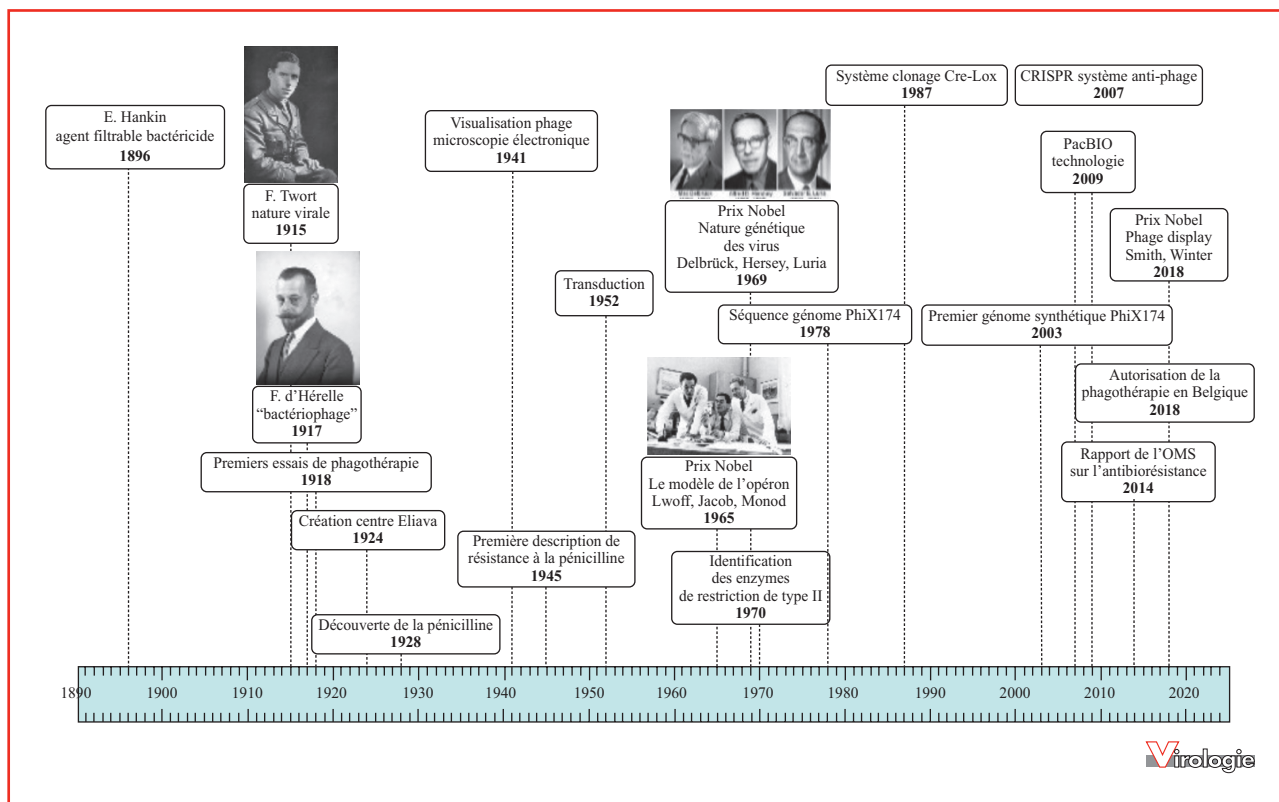 E. Hankin
agent filtrable bactéricide
1896
F. Twort
nature virale
1915
F. d’Hérelle
“bactériophage”
1917
Premiers essais de phagothérapie
1918
Création centre Eliava
1924
Découverte de la pénicilline
1928
Visualisation phage
microscopie électronique
1941
Première description de
résistance à la pénicilline
1945
Transduction
1952
Prix Nobel
Nature génétique
des virus
Delbrück, Hersey, Luria
1969
Prix Nobel
Le modèle de l’opéron
Lwoff, Jacob, Monod
1965
Identification
des enzymes
de restriction de type II
1970
Séquence génome PhiX174
1978
Système clonage Cre-Lox
1987
CRISPR système anti-phage
2007
PacBIO
technologie
2009
Prix Nobel
Phage display
Smith, Winter
2018
Premier génome synthétique PhiX174
2003
Autorisation de la
phagothérapie en Belgique
2018
Rapport de l’OMS
sur l’antibiorésistance
2014
1890 1900 1910 1920 1930 1940 1950 1960 1970 1980 1990 2000 2010 2020
Virologie